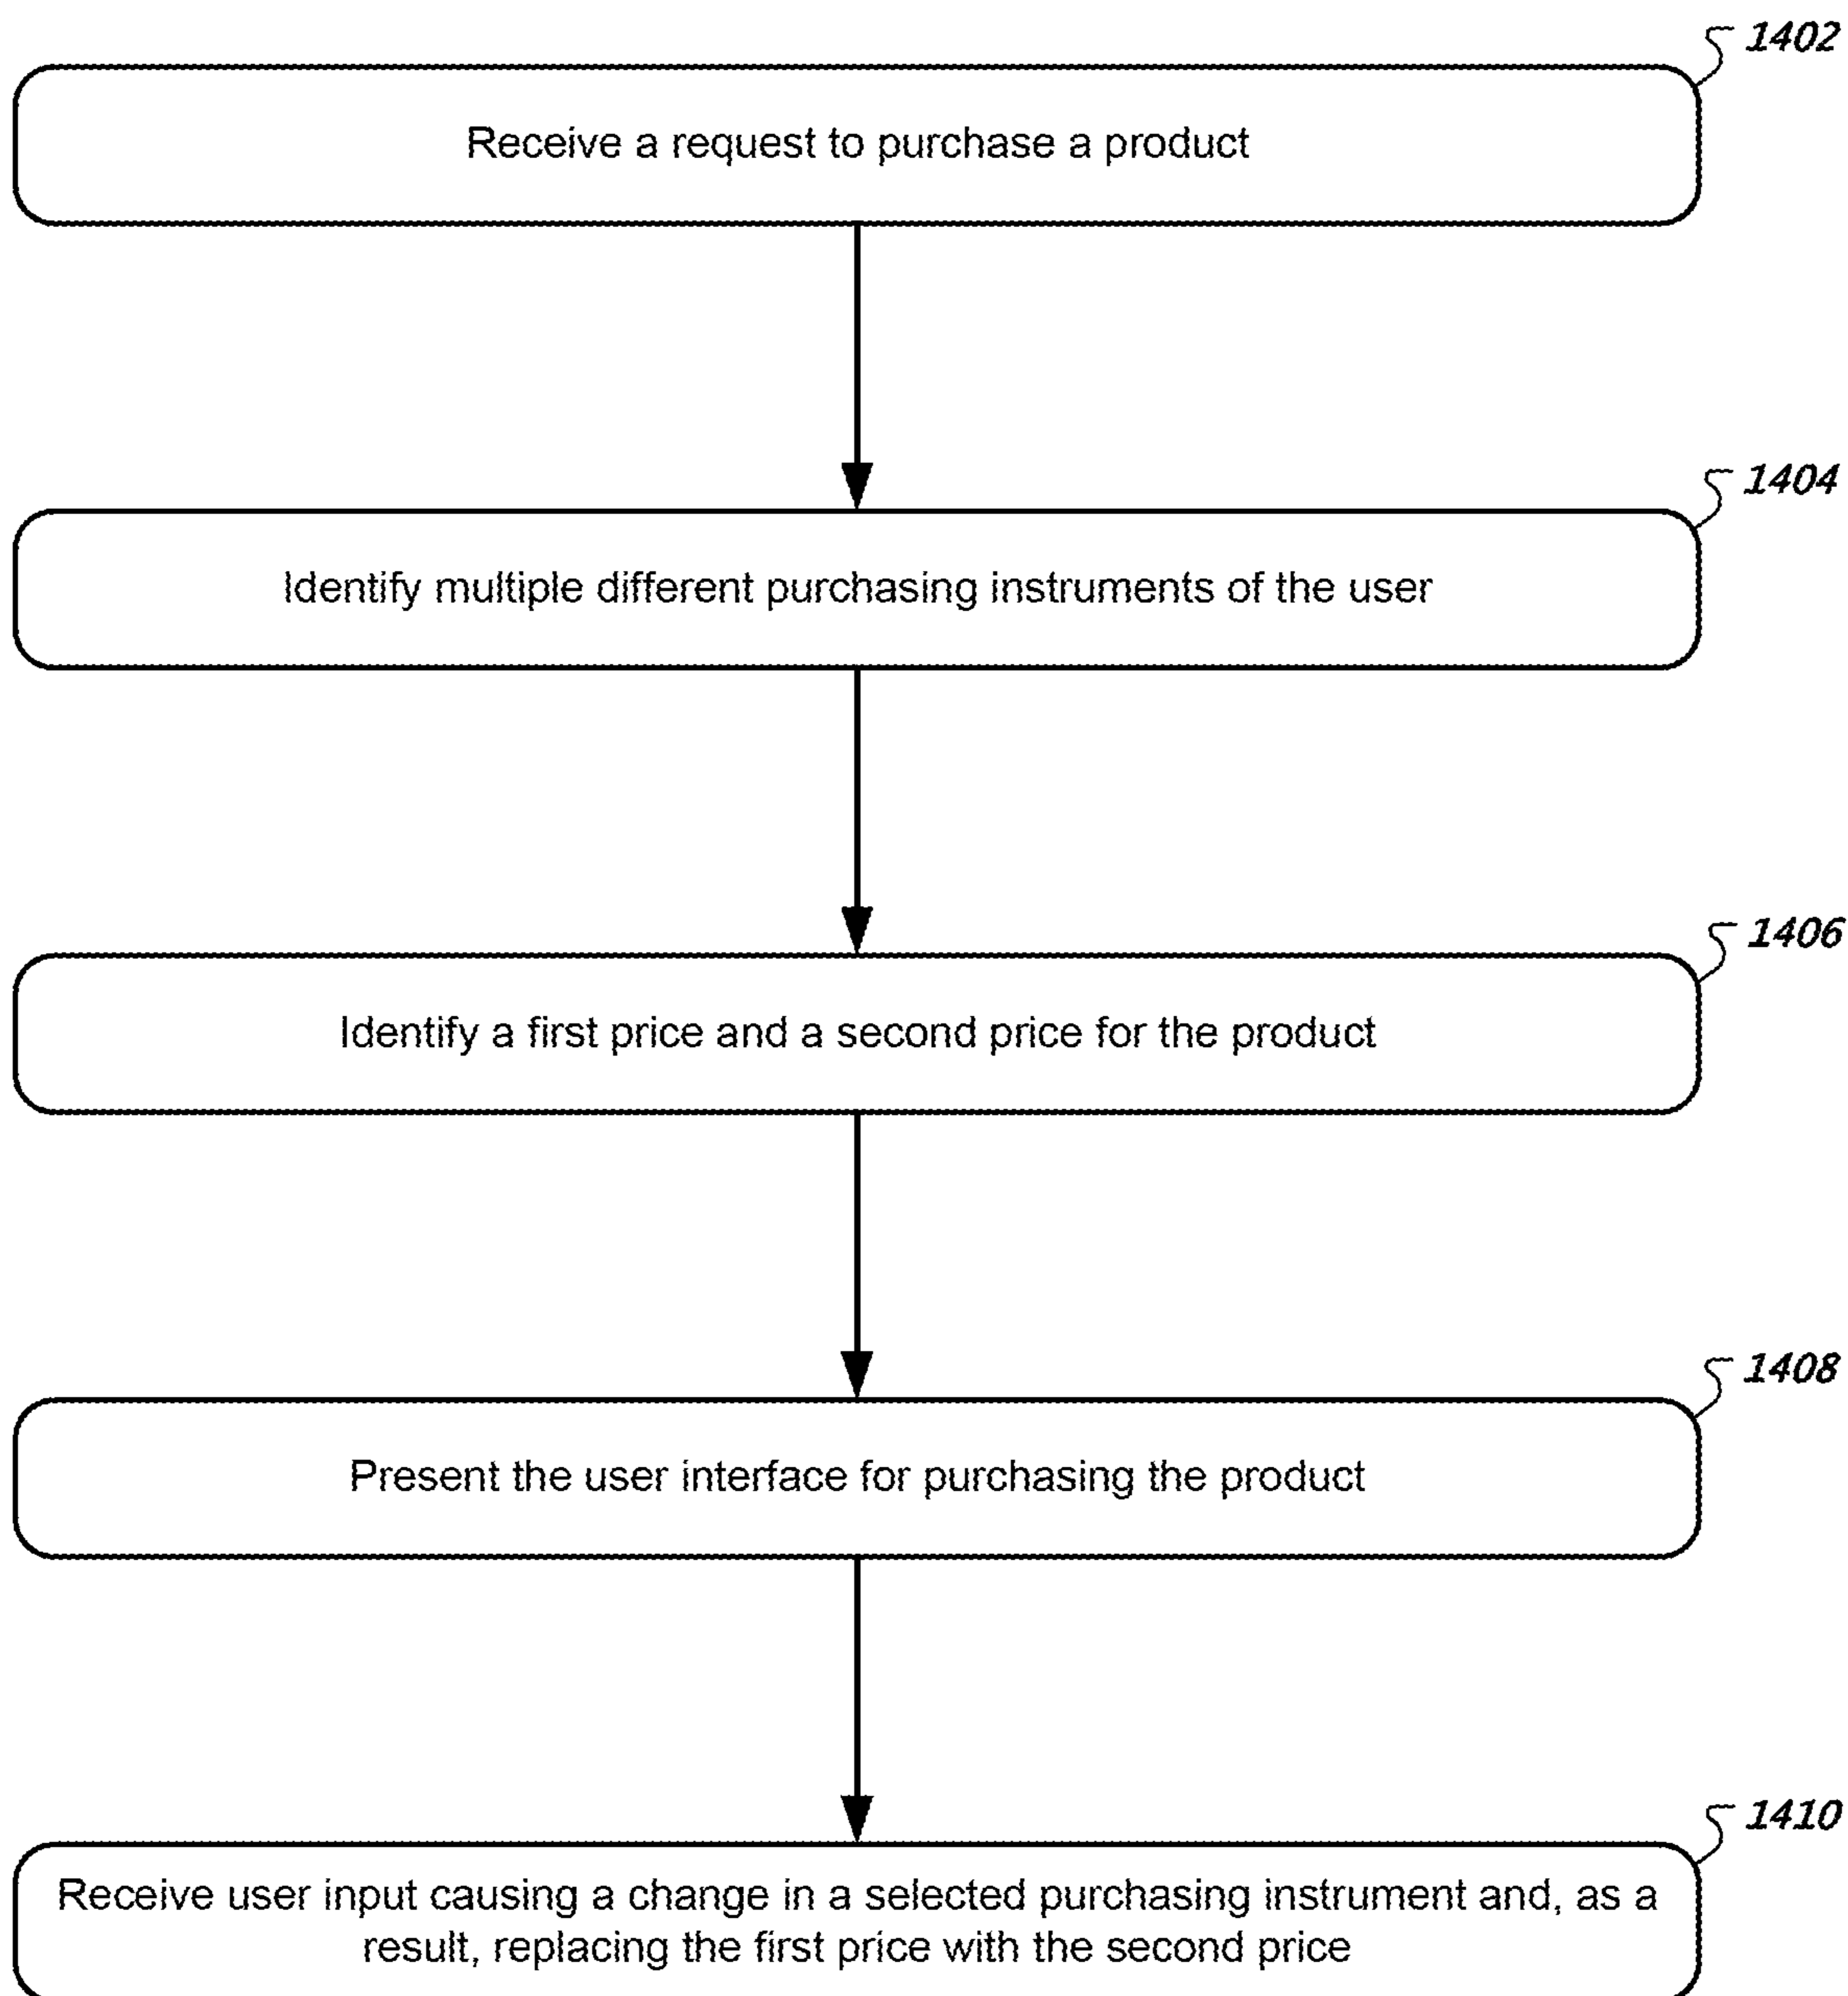 1402
Receive a request to purchase a product
1404
Identify multiple different purchasing instruments of the user
1406
Identify a first price and a second price for the product
1408
Present the user interface for purchasing the product
1410
Receive user input causing a change in a selected purchasing instrument and, as a
result, replacing the first price with the second price